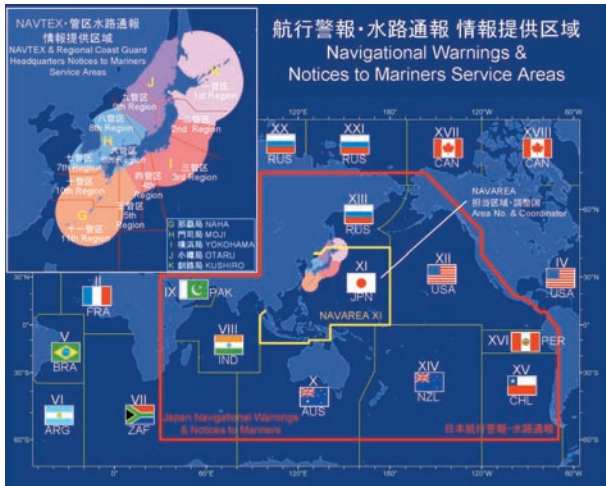 NAVTEX・管区水路通報
情報提供区域
NAVTEX & Regional Coast Guard
Headquarters Notices to Mariners
Service Areas
航行警報・水路通報 情報提供区域
Navigational Warnings &
Notices to Mariners Service Areas
J
K
一管区
1st Region
九管区
9th Region
二管区
2nd Region
八管区
8th Region
H
六管区
6th Region
I
三管区
3rd Region
四管区
4th Region
七管区
7th Region
十管区
10th Region
五管区
5th Region
G
十一管区
11th Region
G 那覇局 NAHA
H 門司局 MOJI
I 横浜局 YOKOHAMA
J 小樽局 OTARU
K 釧路局 KUSHIRO
120°E
180°
120°W
60°W
XX
RUS
XXI
RUS
XVII
CAN
XVIII
CAN
60°N
NAVAREA
担当区域・調整国
Area No. & Coordinator
XIII
RUS
XI
JPN
XII
USA
IV
USA
30°N
II
FRA
IX
PAK
VIII
IND
NAVAREA XI
0°
V
BRA
XVI
PER
X
AUS
XIV
NZL
XV
CHL
30°S
VI
ARG
VII
ZAF
Japan Navigational Warnings
& Notices to Mariners
日本航行警報・水路通報
60°S
0°
60°E
120°E
180°
120°W
60°W